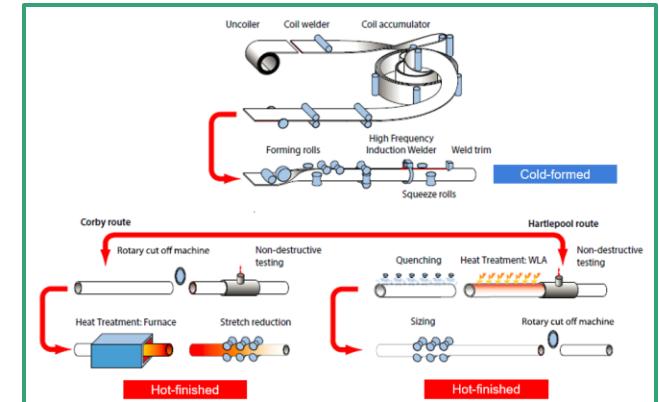 Uncoiler
Coil welder
Coil accumulator
Forming rolls
High Frequency
Induction Welder
Weld trim
Squeeze rolls
Cold-formed
Corby route
Hartlepool route
Rotary cut off machine
Non-destructive
testing
Quenching
Heat Treatment: WLA
Non-destructive
testing
Heat Treatment: Furnace
Stretch reduction
Sizing
Rotary cut off machine
Hot-finished
Hot-finished